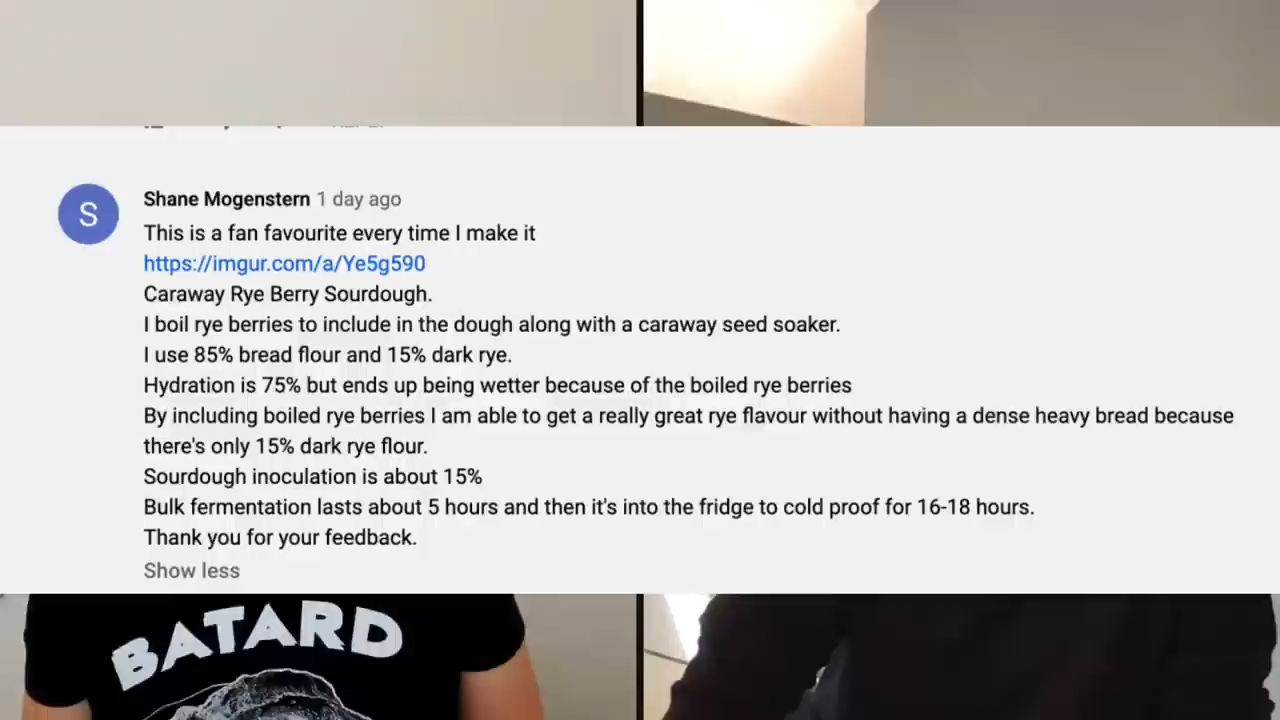 Shane Mogenstern 1 day ago
This is a fan favourite every time I make it
https://imgur.com/a/Ye5g590
Caraway Rye Berry Sourdough.
I boil rye berries to include in the dough along with a caraway seed soaker.
I use 85% bread flour and 15% dark rye.
Hydration is 75% but ends up being wetter because of the boiled rye berries
By including boiled rye berries I am able to get a really great rye flavour without having a dense heavy bread because
there's only 15% dark rye flour.
Sourdough inoculation is about 15%
Bulk fermentation lasts about 5 hours and then it's into the fridge to cold proof for 16-18 hours.
Thank you for your feedback.
Show less
S
BATARD